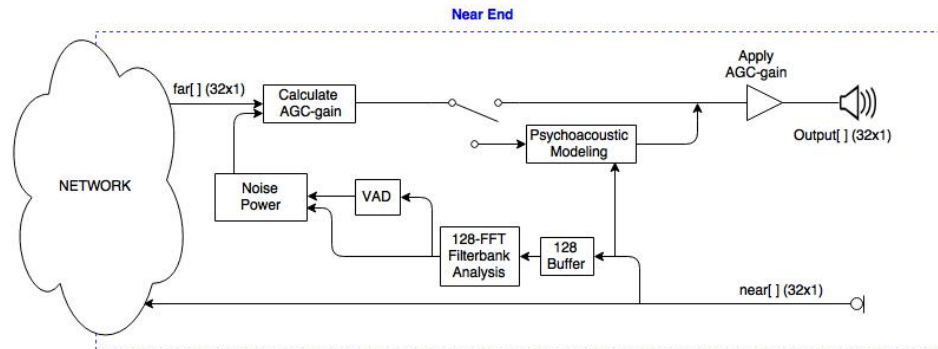 Near End
Apply
AGC-gain
far[ ] (32x1)
Calculate
AGC-gain
Psychoacoustic
Modeling
Output[ ] (32x1)
NETWORK
Noise
Power
VAD
128-FFT
Filterbank
Analysis
128
Buffer
near[ ] (32x1)